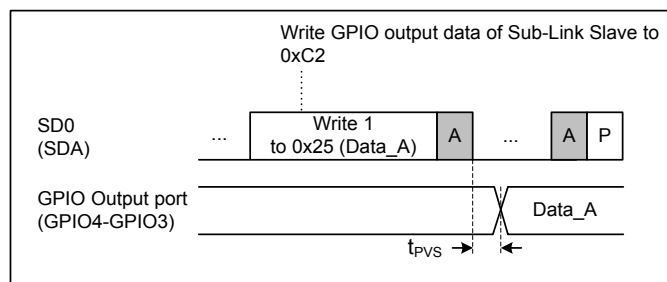 Write GPIO output data of Sub-Link Slave to
0xC2
SD0
(SDA)
...
Write 1
to 0x25 (Data_A)
A
...
A
P
GPIO Output port
(GPIO4-GPIO3)
Data_A
tPVS